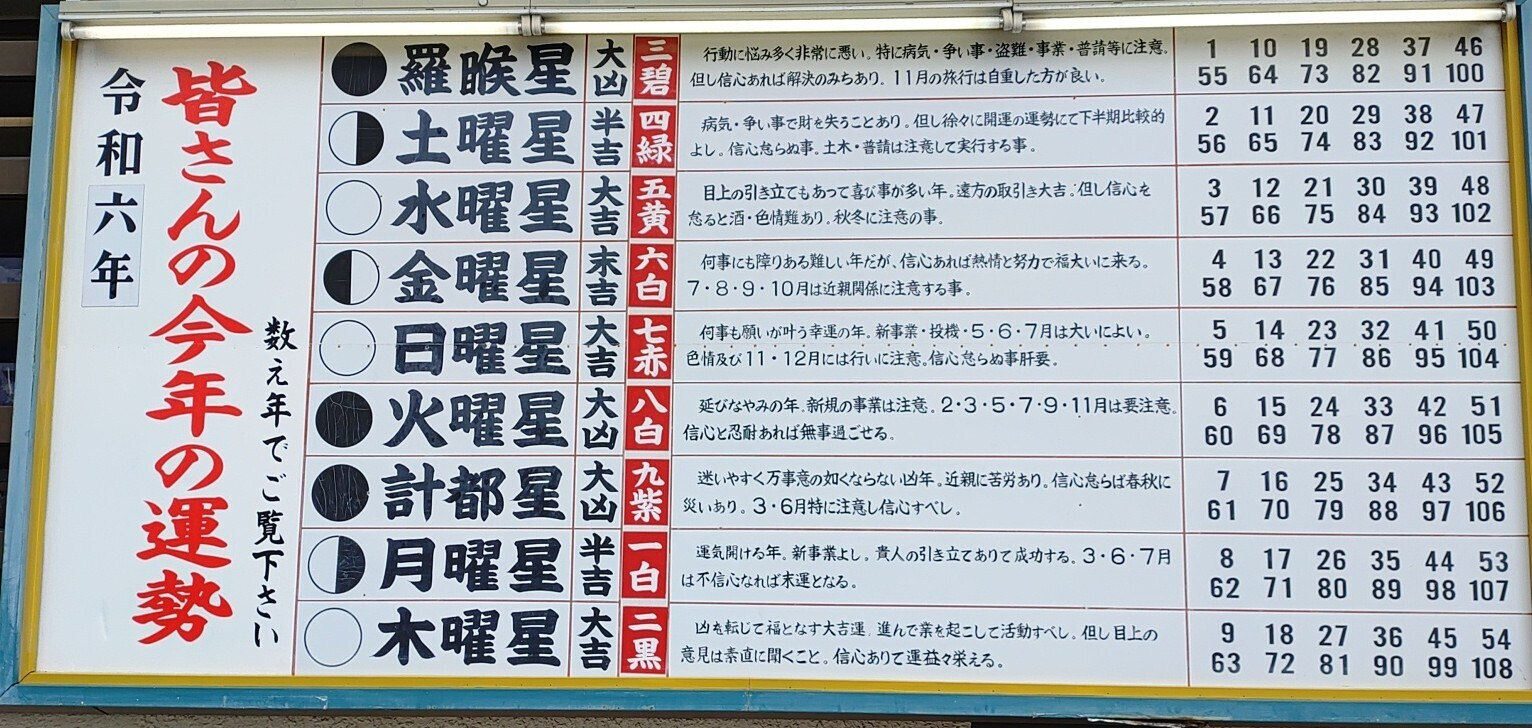 令和六年
皆さんの今年の運勢
数え年でご覧下さい
羅睺星 大凶 三碧
行動に悩み多く非常に悪い。特に病気・争い事・盗難・事業・普請等に注意。
但し信心あれば解決のみちあり。11月の旅行は自重した方が良い。
1 10 19 28 37 46
55 64 73 82 91 100
土曜星 半吉 四緑
病気・争い事で財を失うことあり。但し徐々に開運の運勢にて下半期比較的
よし。信心怠らぬ事。土木・普請は注意して実行する事。
2 11 20 29 38 47
56 65 74 83 92 101
水曜星 大吉 五黄
目上の引き立てもあって喜び事が多い年。遠方の取引き大吉。但し信心を
怠ると酒・色情難あり。秋冬に注意の事。
3 12 21 30 39 48
57 66 75 84 93 102
金曜星 末吉 六白
何事にも障りある難しい年だが、信心あれば熱情と努力で福大いに来る。
7・8・9・10月は近親関係に注意する事。
4 13 22 31 40 49
58 67 76 85 94 103
日曜星 大吉 七赤
何事も願いが叶う幸運の年。新事業・投機・5・6・7月は大いによい。
色情及び11・12月には行いに注意。信心怠らぬ事肝要。
5 14 23 32 41 50
59 68 77 86 95 104
火曜星 大凶 八白
延びなやみの年。新規の事業は注意。2・3・5・7・9・11月は要注意。
信心と忍耐あれば無事過ごせる。
6 15 24 33 42 51
60 69 78 87 96 105
計都星 大凶 九紫
迷いやすく万事意の如くならない凶年。近親に苦労あり。信心怠らば春秋に
災いあり。3・6月特に注意し信心すべし。
7 16 25 34 43 52
61 70 79 88 97 106
月曜星 半吉 一白
運気開ける年。新事業よし。貴人の引き立てありて成功する。3・6・7月
は不信心なれば末運となる。
8 17 26 35 44 53
62 71 80 89 98 107
木曜星 大吉 二黒
凶を転じて福となす大吉運。進んで業を起こして活動すべし。但し目上の
意見は素直に聞くこと。信心ありて運益々栄える。
9 18 27 36 45 54
63 72 81 90 99 108